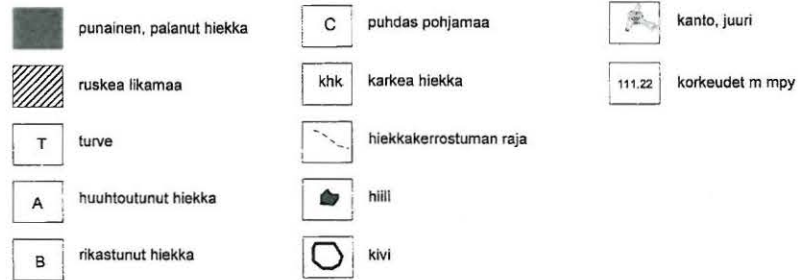 punainen, palanut hiekka
ruskea likamaa
T turve
A huuhtoutunut hiekka
B rikastunut hiekka
C puhdas pohjamaa
khk karkea hiekka
hiekkakerrostuman raja
hiili
kivi
kanto, juuri
111.22 korkeudet m mpy